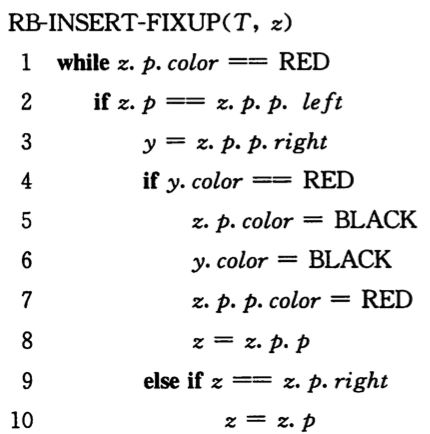 RB-INSERT-FIXUP(T, z)
1 while z. p. color == RED
2 if z. p == z. p. p. left
3 y = z. p. p. right
4 if y. color == RED
5 z. p. color = BLACK
6 y. color = BLACK
7 z. p. p. color = RED
8 z = z. p. p
9 else if z == z. p. right
10 z = z. p